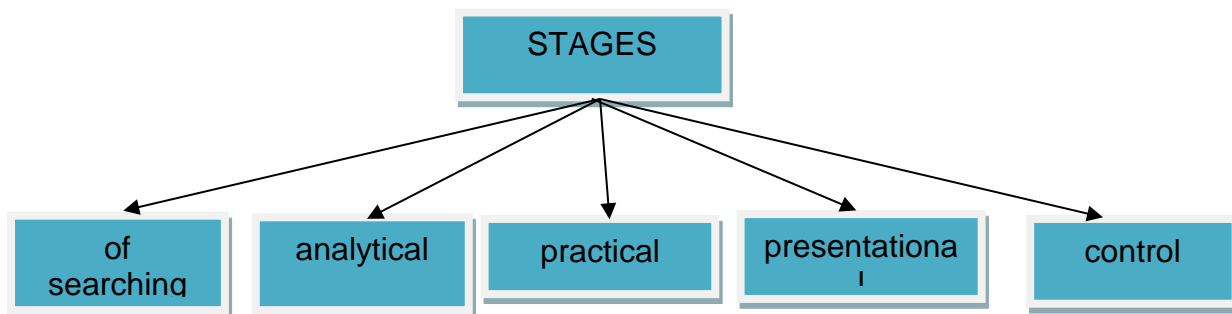 STAGES
of
searching
analytical
practical
presentationa
l
control